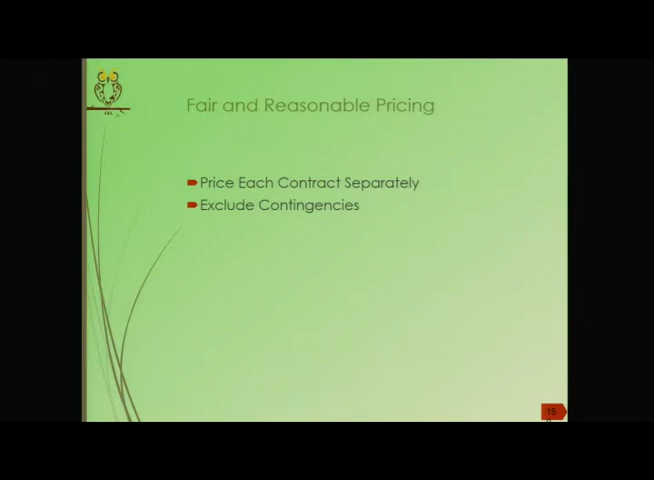 Fair and Reasonable Pricing
Price Each Contract Separately
Exclude Contingencies